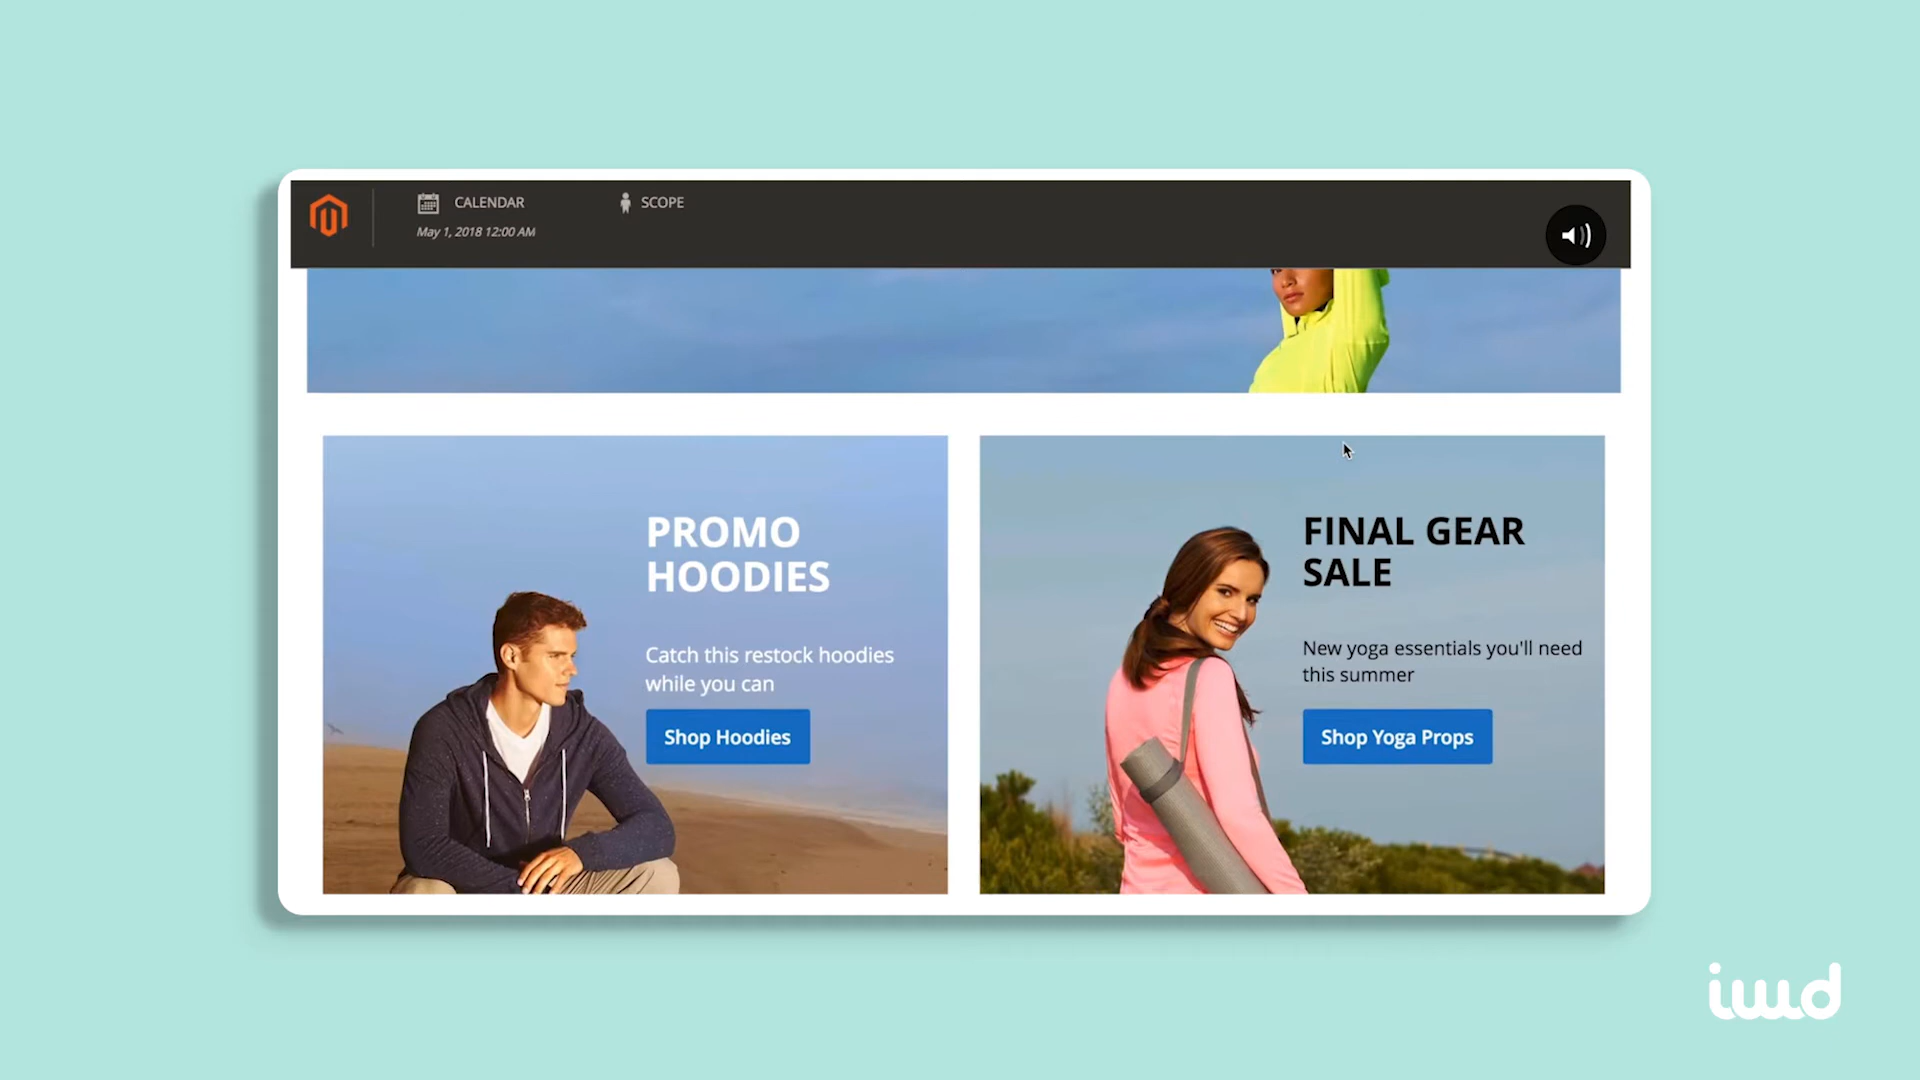 CALENDAR
SCOPE
May 1, 2018 12:00 AM
PROMO
HOODIES
Catch this restock hoodies
while you can
Shop Hoodies
FINAL GEAR
SALE
New yoga essentials you'll need
this summer
Shop Yoga Props
iwd